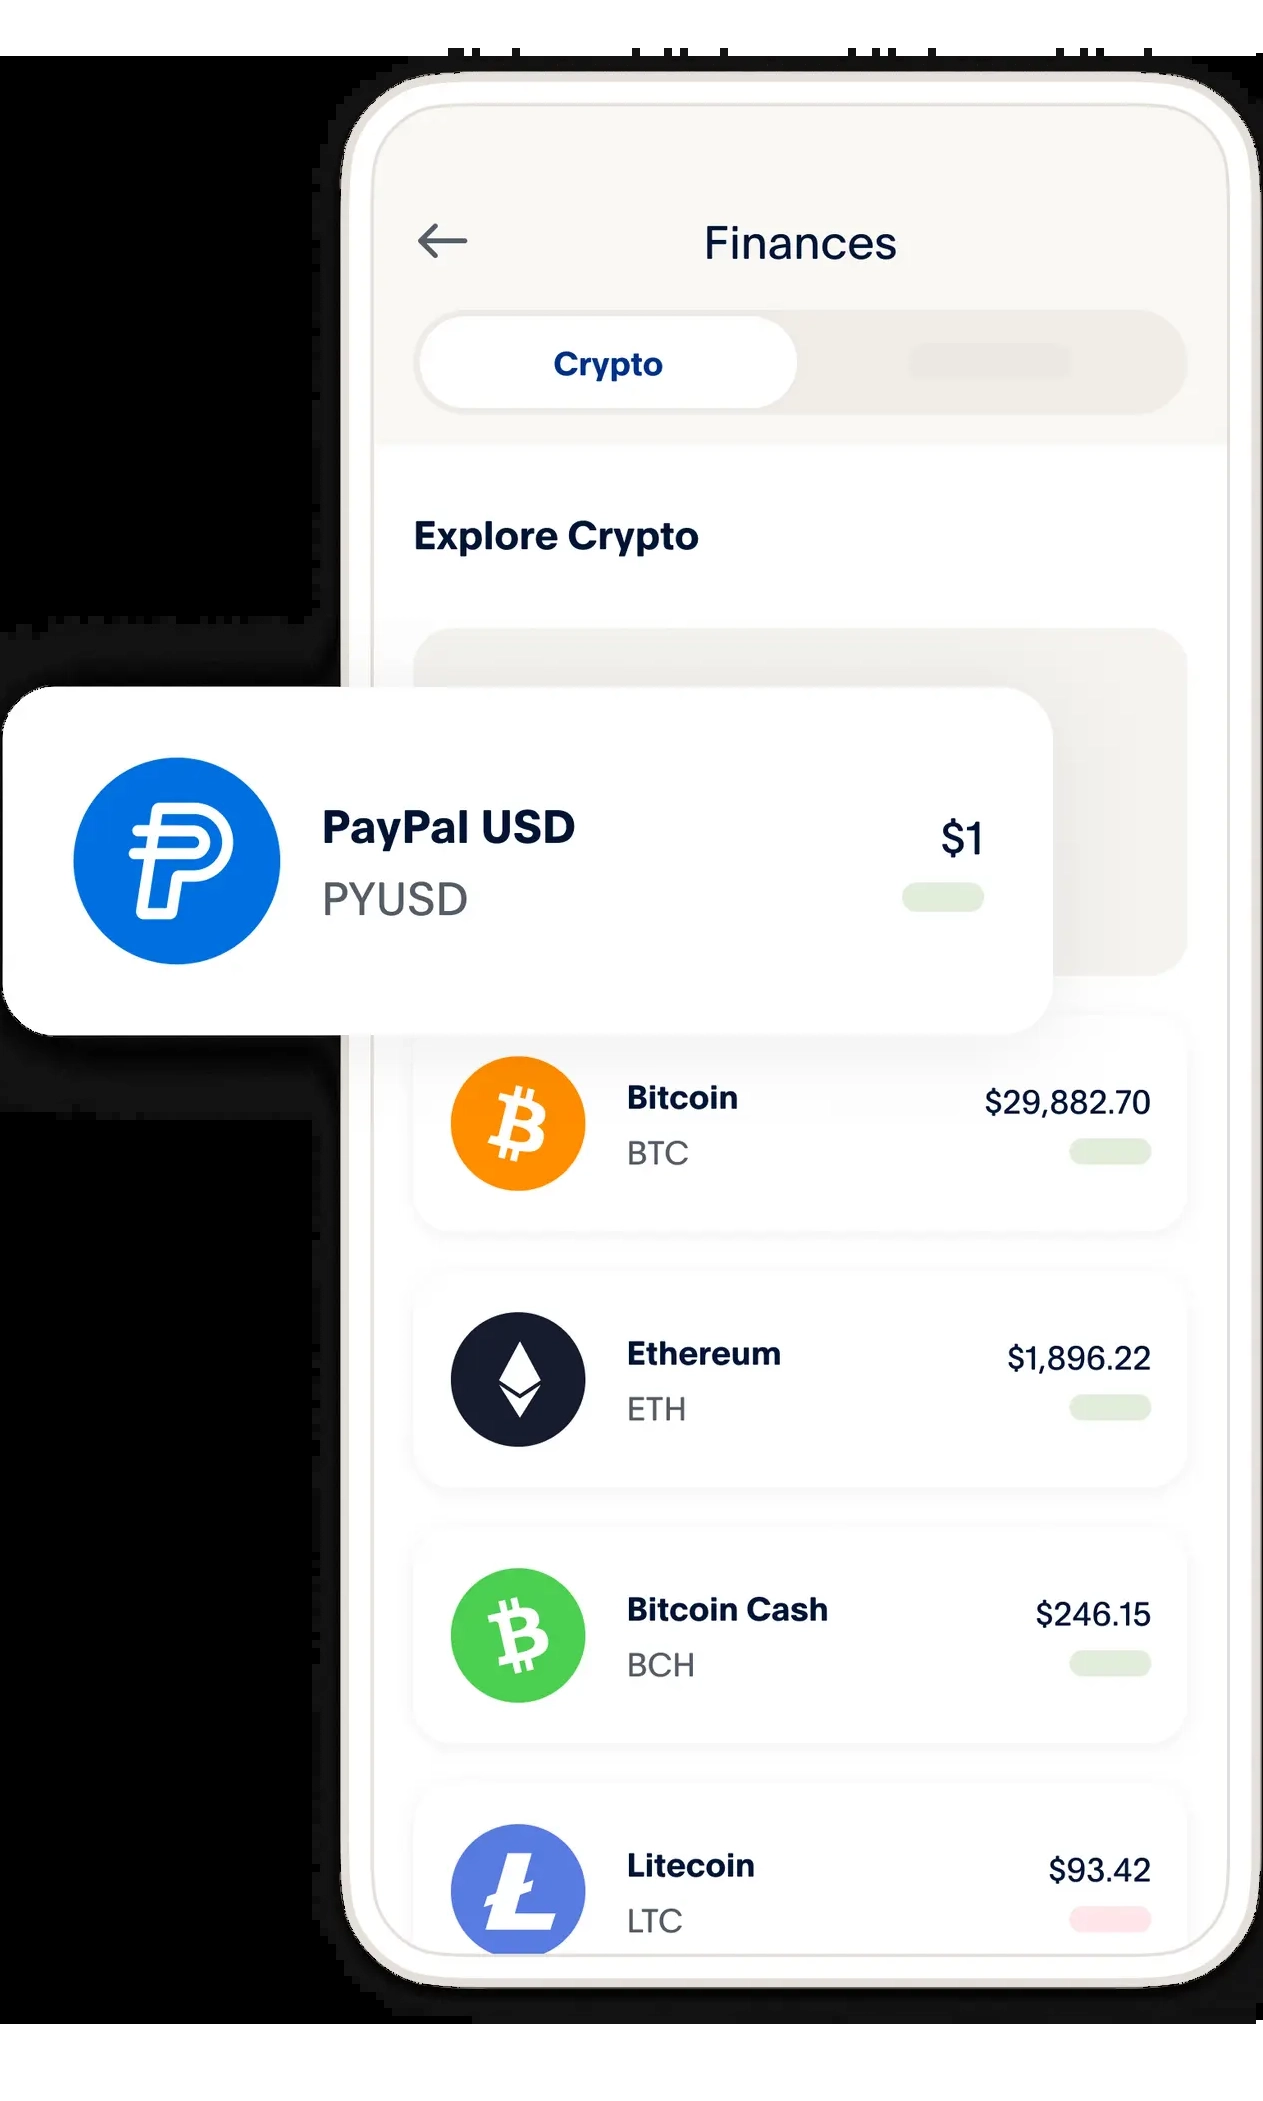 Finances
Crypto
Explore Crypto
PayPal USD
$1
PYUSD
Bitcoin
$29,882.70
BTC
Ethereum
$1,896.22
ETH
Bitcoin Cash
$246.15
BCH
Litecoin
$93.42
LTC